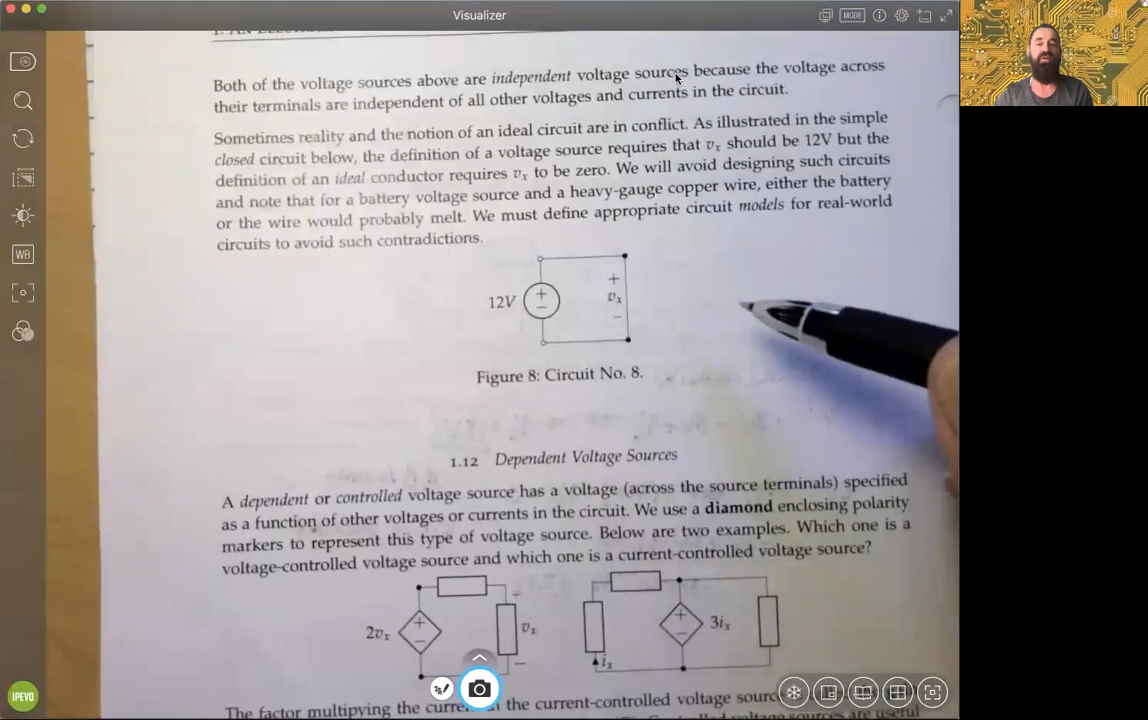 Visualizer
MODE
Both of the voltage sources above are independent voltage sources because the voltage across
their terminals are independent of all other voltages and currents in the circuit.
Sometimes reality and the notion of an ideal circuit are in conflict. As illustrated in the simple
closed circuit below, the definition of a voltage source requires that vₓ should be 12V but the
definition of an ideal conductor requires vₓ to be zero. We will avoid designing such circuits
and note that for a battery voltage source and a heavy-gauge copper wire, either the battery
or the wire would probably melt. We must define appropriate circuit models for real-world
circuits to avoid such contradictions.
12V + − + vₓ −
Figure 8: Circuit No. 8.
1.12 Dependent Voltage Sources
A dependent or controlled voltage source has a voltage (across the source terminals) specified
as a function of other voltages or currents in the circuit. We use a diamond enclosing polarity
markers to represent this type of voltage source. Below are two examples. Which one is a
voltage-controlled voltage source and which one is a current-controlled voltage source?
2vₓ + − + vₓ −
iₓ + − 3iₓ
The factor multipying the the current-controlled voltage
WB
IPEVO